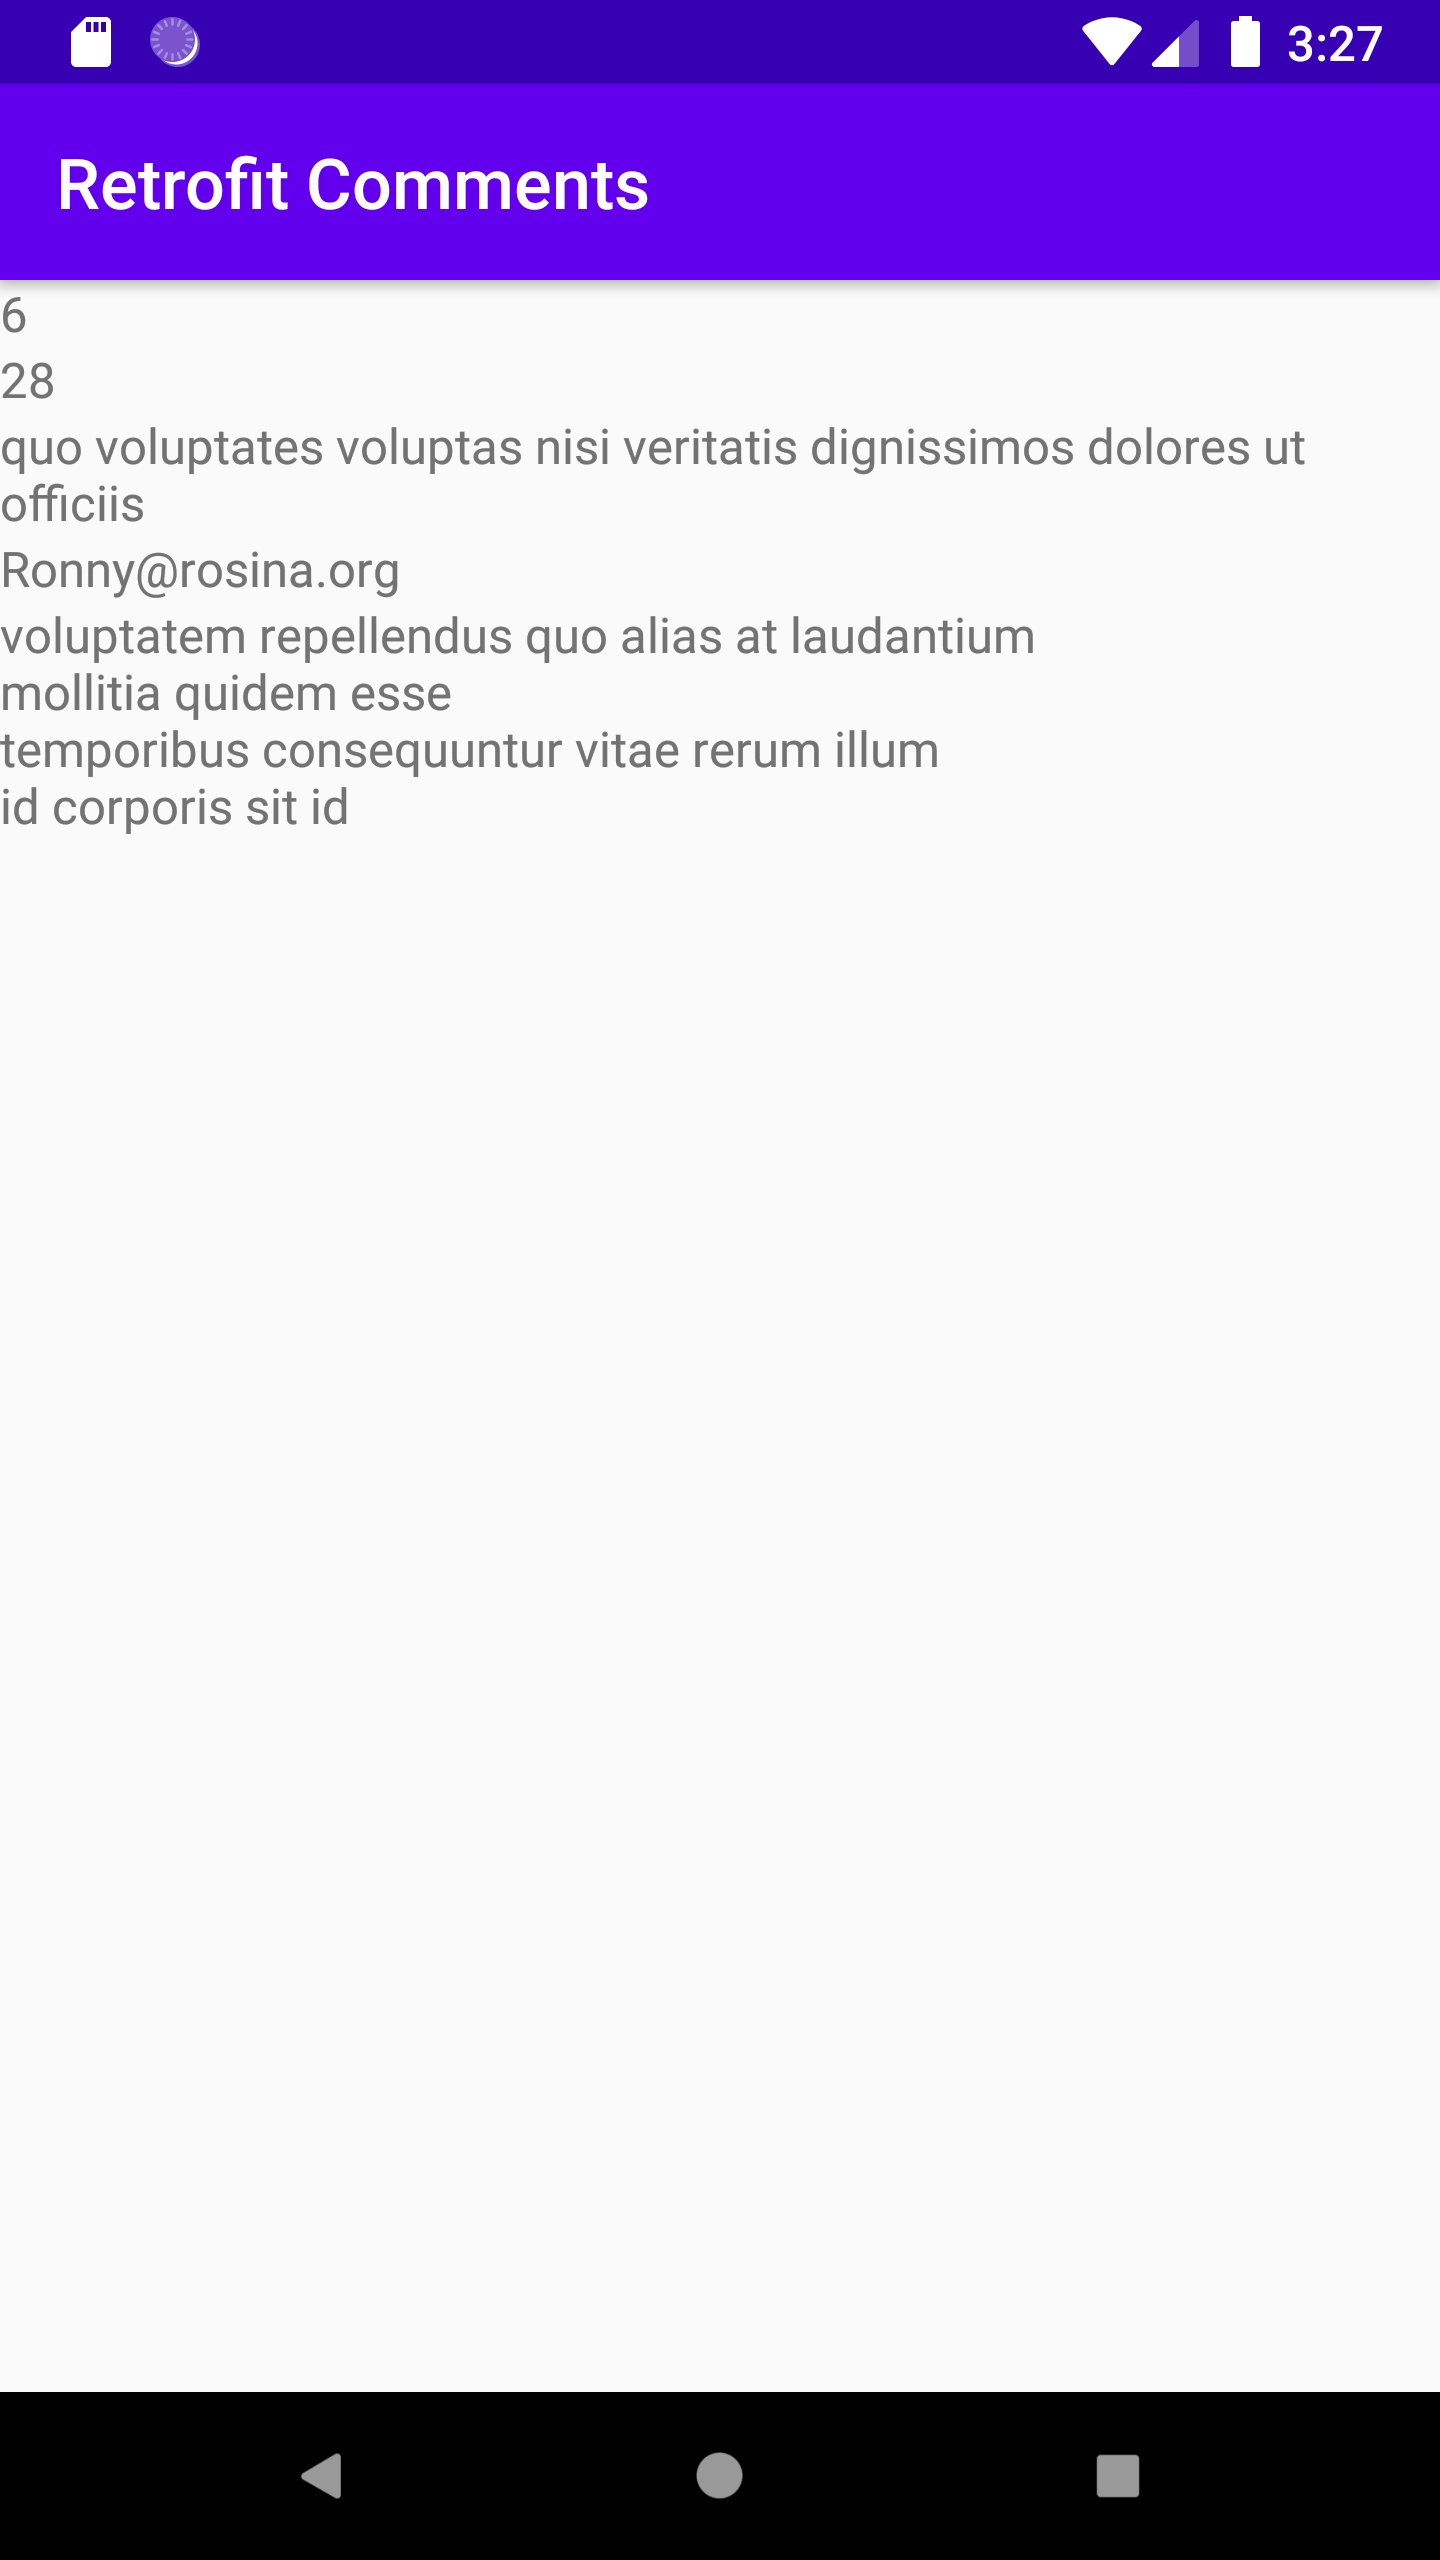 3:27
Retrofit Comments
6
28
quo voluptates voluptas nisi veritatis dignissimos dolores ut
officiis
Ronny@rosina.org
voluptatem repellendus quo alias at laudantium
mollitia quidem esse
temporibus consequuntur vitae rerum illum
id corporis sit id